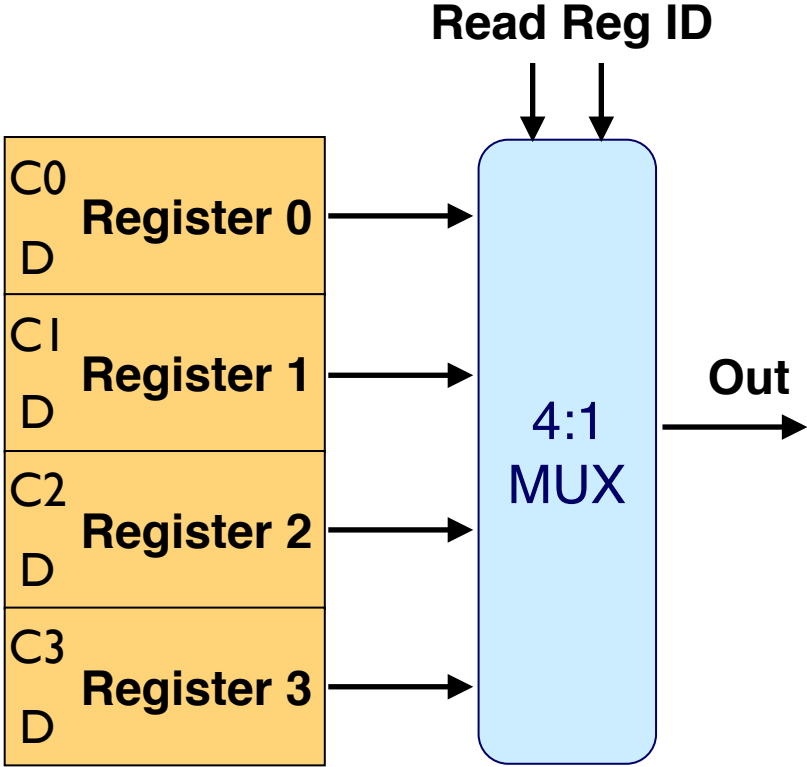 Read Reg ID
C0
Register 0
D
C1
Register 1
D
C2
Register 2
D
C3
Register 3
D
4:1
MUX
Out